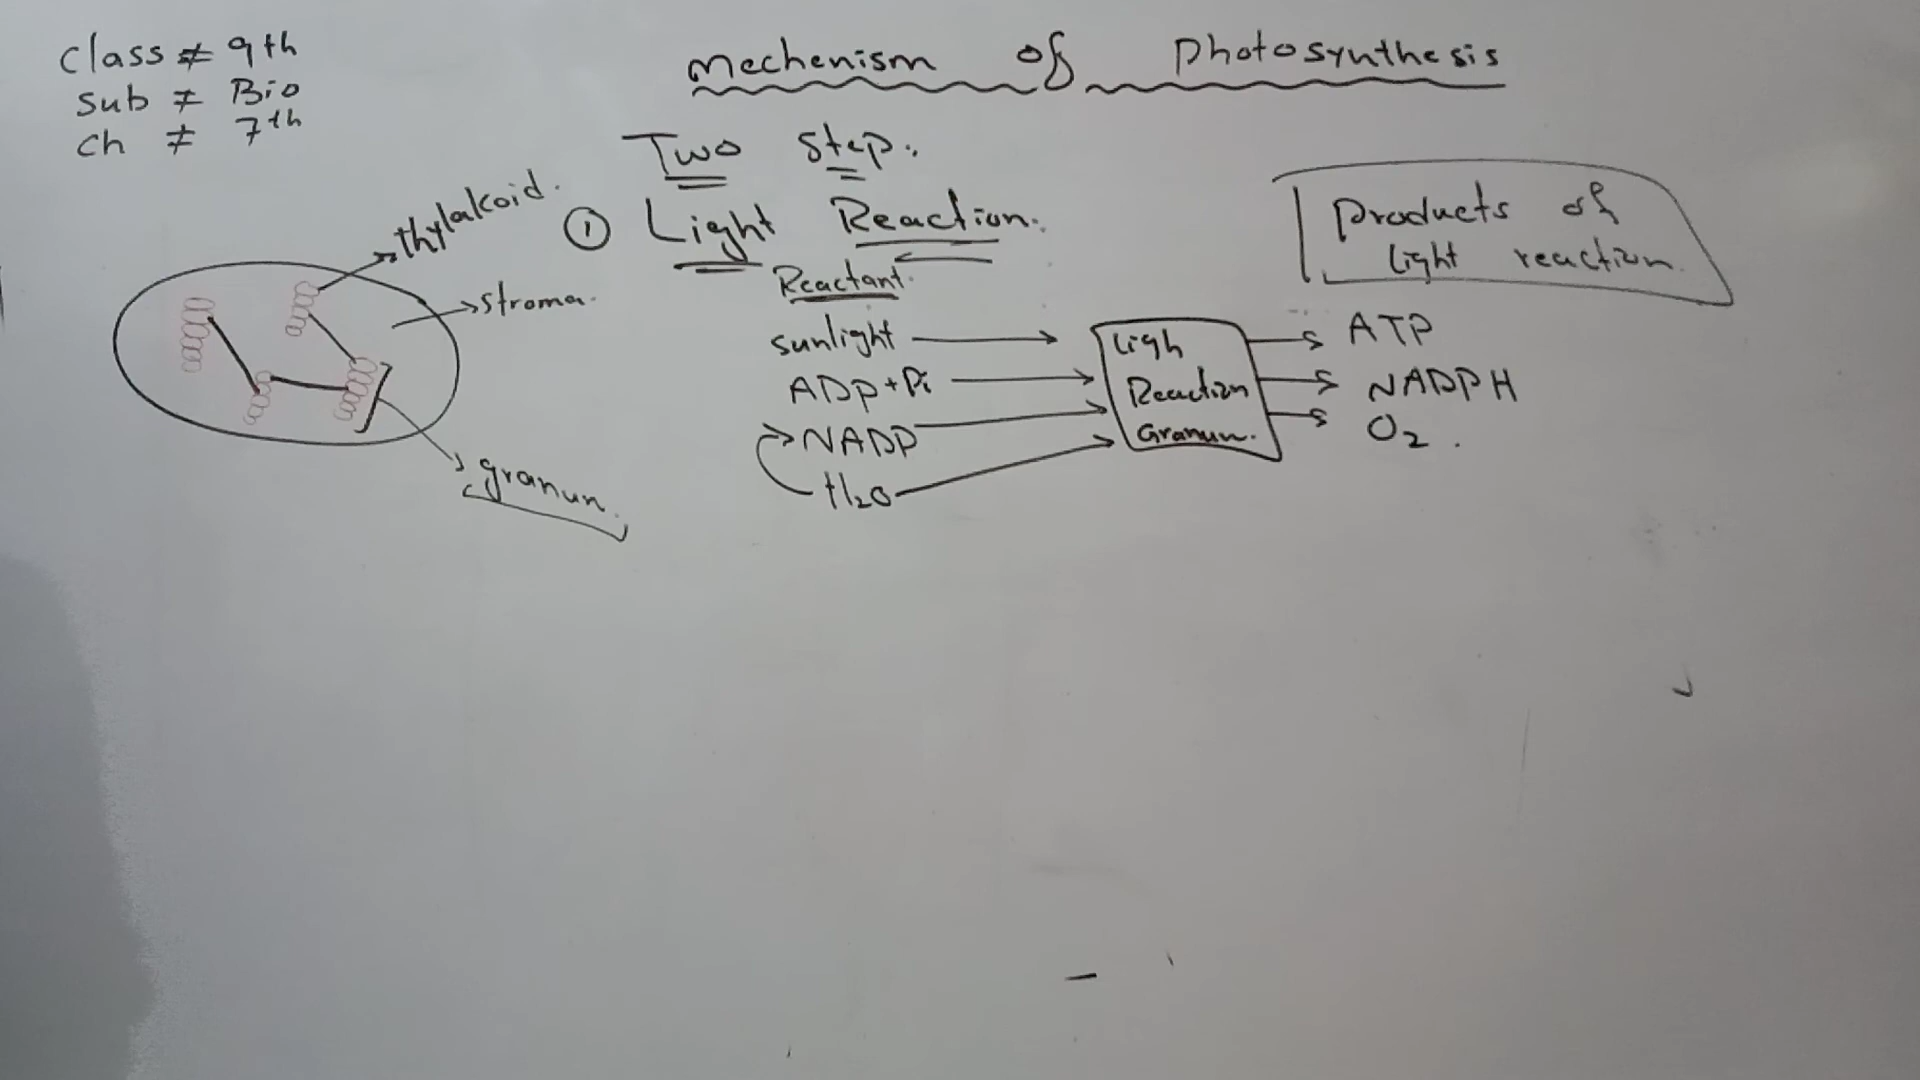 Class ≠ 9th
Sub ≠ Bio
Ch ≠ 7th
Mechenism of Photosynthesis
Two Step.
① Light Reaction.
Reactant.
sunlight
ADP+Pi
NADP
H₂O
Ligh
Reaction
Granun.
Products of
Light reaction.
ATP
NADPH
O₂.
thylakoid.
stroma.
granun.